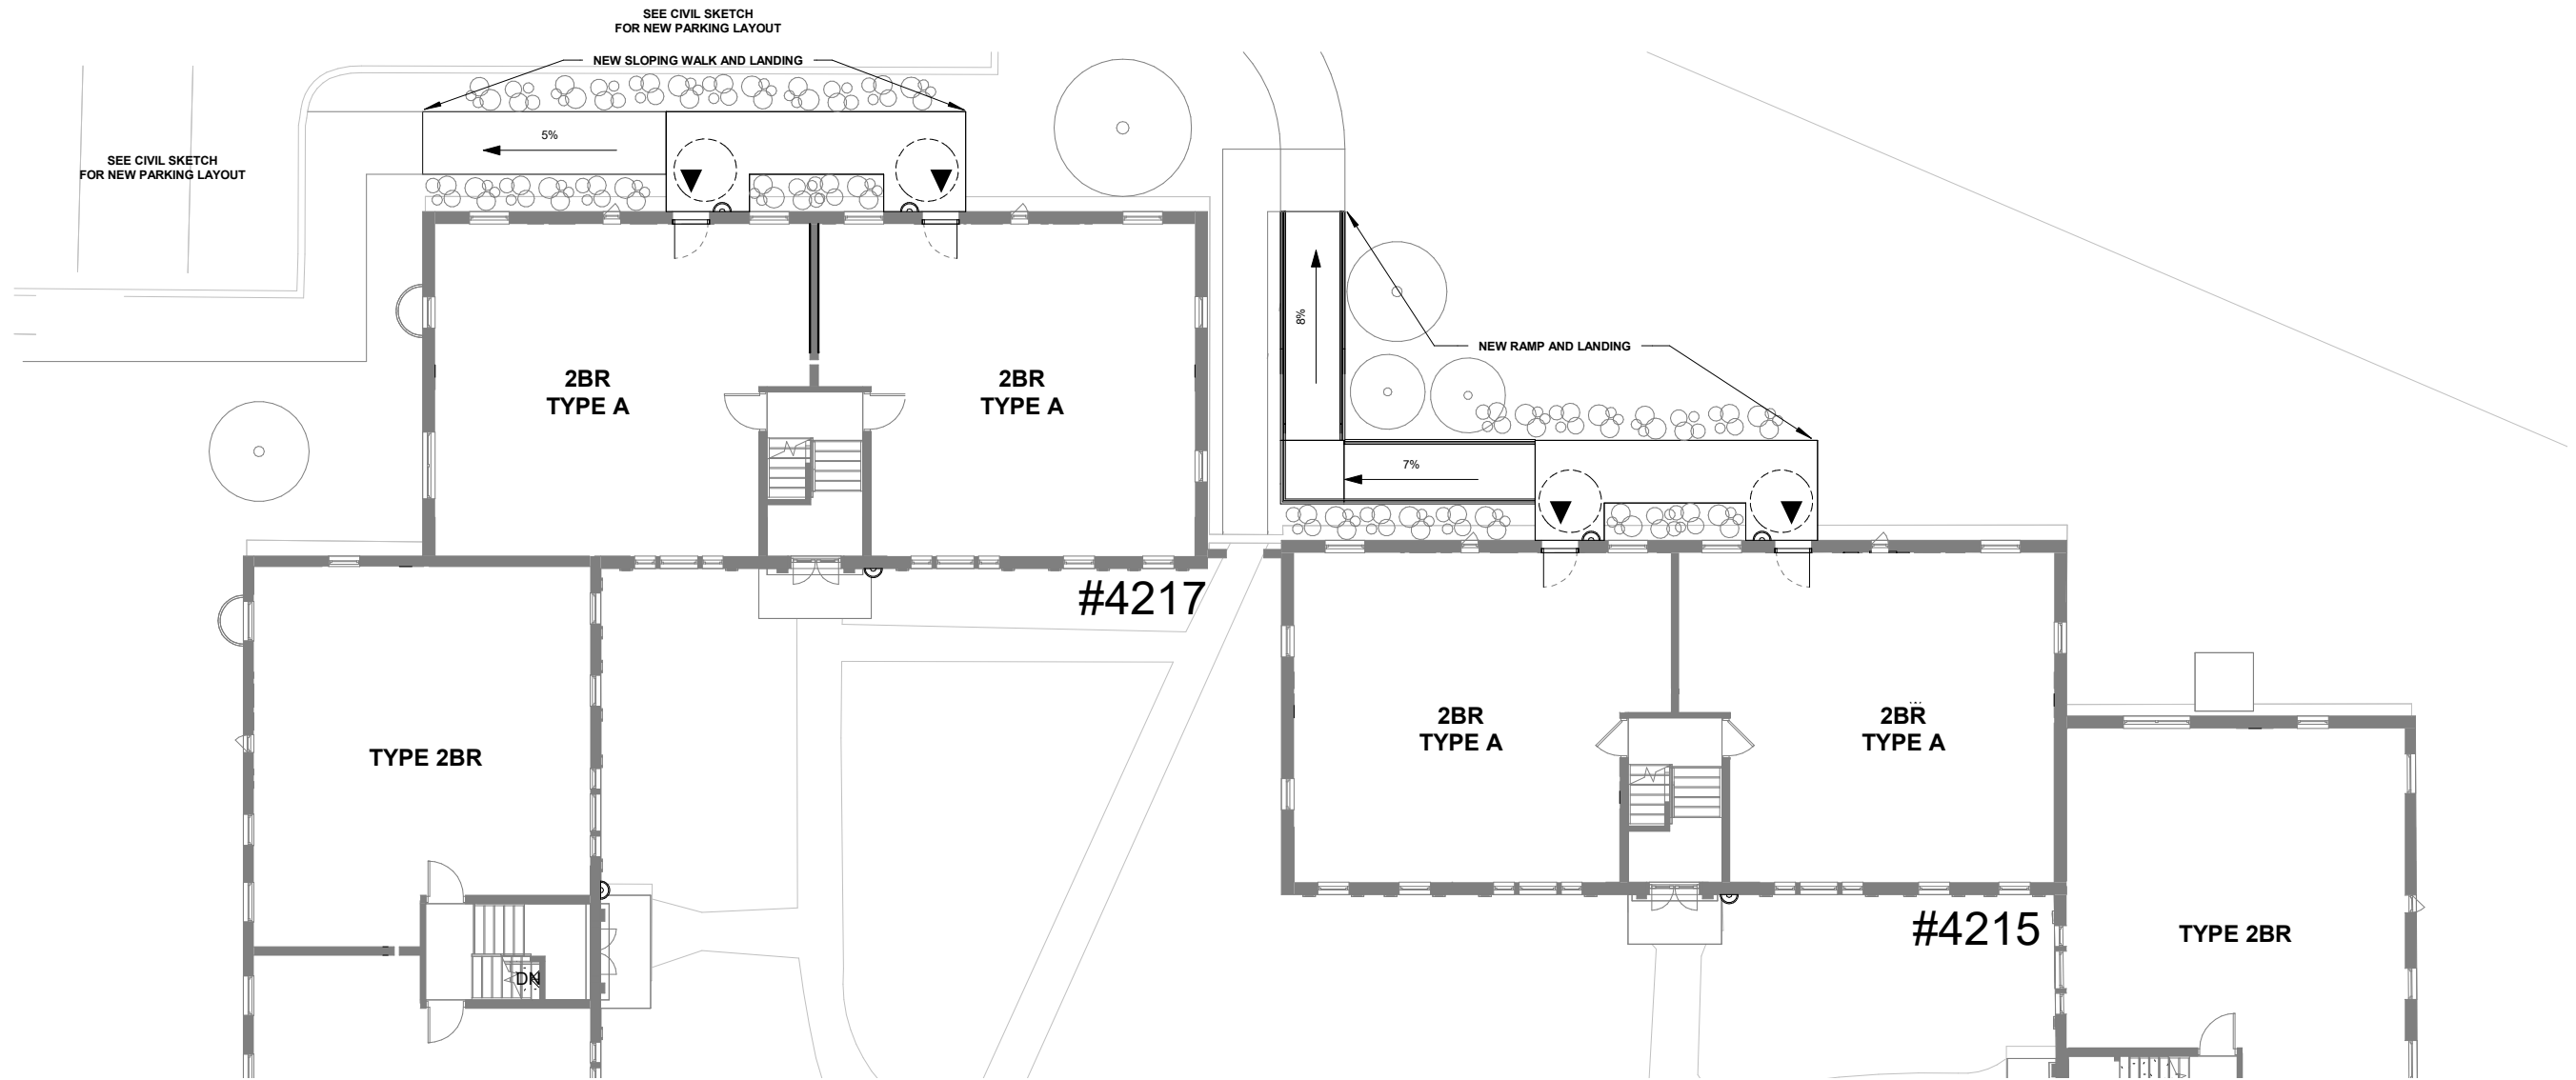 SEE CIVIL SKETCH
FOR NEW PARKING LAYOUT
NEW SLOPING WALK AND LANDING
5%
SEE CIVIL SKETCH
FOR NEW PARKING LAYOUT
8%
NEW RAMP AND LANDING
2BR
TYPE A
2BR
TYPE A
7%
#4217
2BR
TYPE A
2BR
TYPE A
TYPE 2BR
#4215
TYPE 2BR
DN